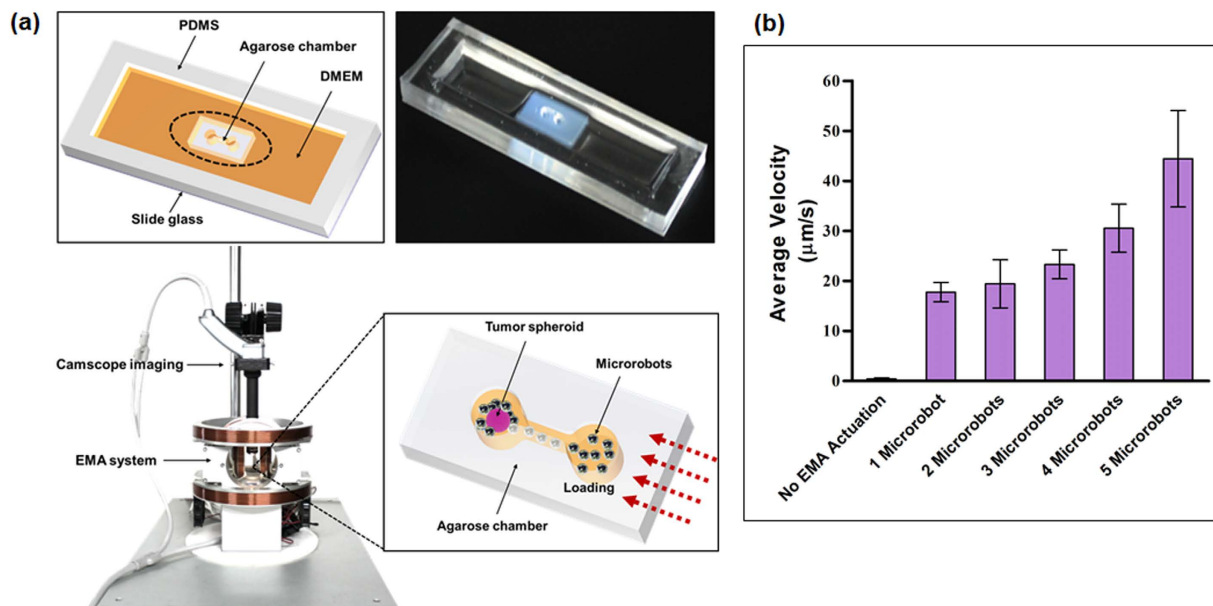 (a)
PDMS
Agarose chamber
DMEM
Slide glass
Camscope imaging
EMA system
Tumor spheroid
Microrobots
Loading
Agarose chamber
(b)
Average Velocity
(μm/s)
60
50
40
30
20
10
0
No EMA Actuation
1 Microrobot
2 Microrobots
3 Microrobots
4 Microrobots
5 Microrobots